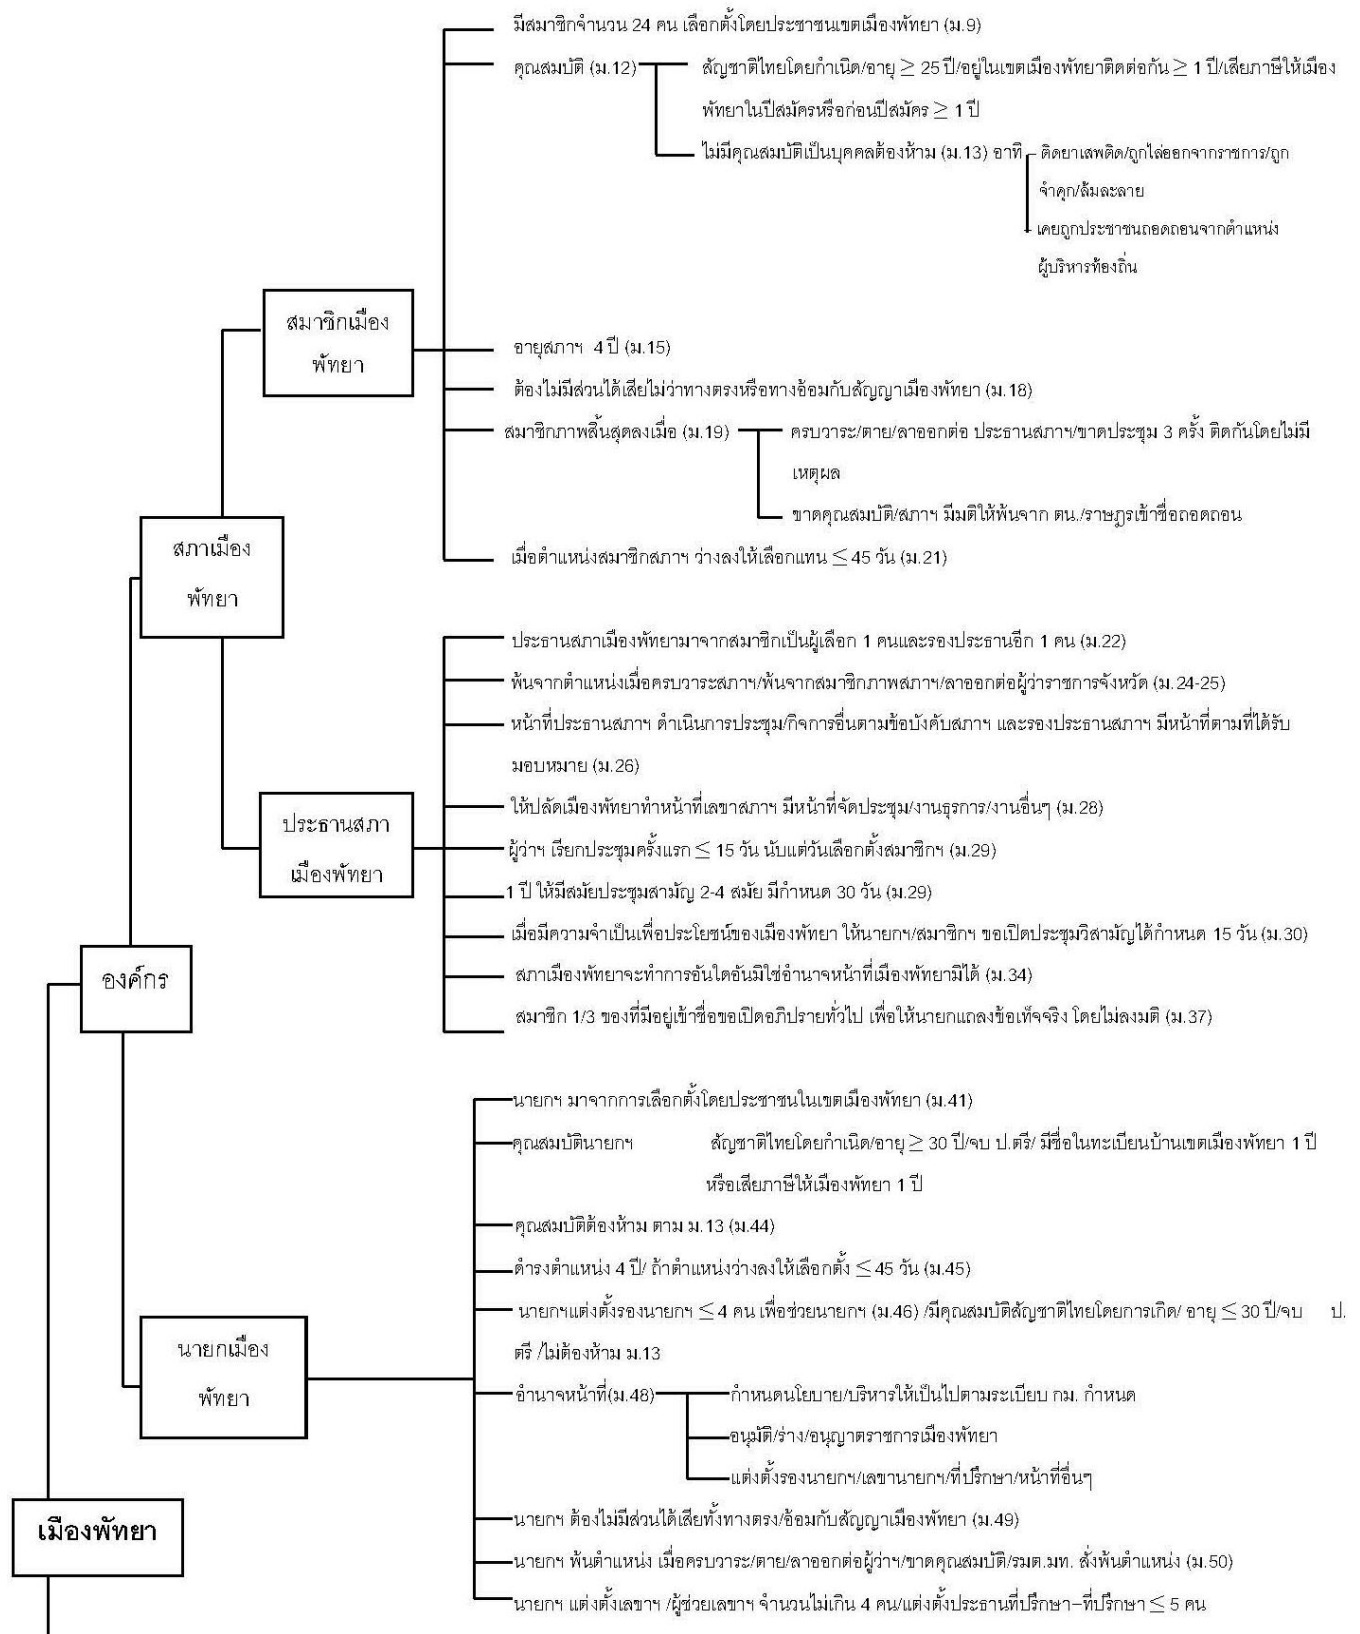 มีสมาชิกจำนวน 24 คน เลือกตั้งโดยประชาชนเขตเมืองพัทยา (ม.9)
คุณสมบัติ (ม.12)
สัญชาติไทยโดยกำเนิด/อายุ ≥ 25 ปี/อยู่ในเขตเมืองพัทยาติดต่อกัน ≥ 1 ปี/เสียภาษีให้เมือง
พัทยาในปีสมัครหรือก่อนปีสมัคร ≥ 1 ปี
ไม่มีคุณสมบัติเป็นบุคคลต้องห้าม (ม.13) อาทิ
ติดยาเสพติด/ถูกไล่ออกจากราชการ/ถูก
จำคุก/ล้มละลาย
เคยถูกประชาชนถอดถอนจากตำแหน่ง
ผู้บริหารท้องถิ่น
สมาชิกเมือง
พัทยา
อายุสภาฯ 4 ปี (ม.15)
ต้องไม่มีส่วนได้เสียไม่ว่าทางตรงหรือทางอ้อมกับสัญญาเมืองพัทยา (ม.18)
สมาชิกภาพสิ้นสุดลงเมื่อ (ม.19)
ครบวาระ/ตาย/ลาออกต่อ ประธานสภาฯ/ขาดประชุม 3 ครั้ง ติดกันโดยไม่มี
เหตุผล
ขาดคุณสมบัติ/สภาฯ มีมติให้พ้นจาก ตน./ราษฎรเข้าชื่อถอดถอน
เมื่อตำแหน่งสมาชิกสภาฯ ว่างลงให้เลือกแทน ≤ 45 วัน (ม.21)
สภาเมือง
พัทยา
ประธานสภาเมืองพัทยามาจากสมาชิกเป็นผู้เลือก 1 คนและรองประธานอีก 1 คน (ม.22)
พ้นจากตำแหน่งเมื่อครบวาระสภาฯ/พ้นจากสมาชิกภาพสภาฯ/ลาออกต่อผู้ว่าราชการจังหวัด (ม.24-25)
หน้าที่ประธานสภาฯ ดำเนินการประชุม/กิจการอื่นตามข้อบังคับสภาฯ และรองประธานสภาฯ มีหน้าที่ตามที่ได้รับ
มอบหมาย (ม.26)
ให้ปลัดเมืองพัทยาทำหน้าที่เลขาสภาฯ มีหน้าที่จัดประชุม/งานธุรการ/งานอื่นๆ (ม.28)
ประธานสภา
เมืองพัทยา
ผู้ว่าฯ เรียกประชุมครั้งแรก ≤ 15 วัน นับแต่วันเลือกตั้งสมาชิกฯ (ม.29)
1 ปี ให้มีสมัยประชุมสามัญ 2-4 สมัย มีกำหนด 30 วัน (ม.29)
เมื่อมีความจำเป็นเพื่อประโยชน์ของเมืองพัทยา ให้นายกฯ/สมาชิกฯ ขอเปิดประชุมวิสามัญได้กำหนด 15 วัน (ม.30)
สภาเมืองพัทยาจะทำการอันใดอันมิใช่อำนาจหน้าที่เมืองพัทยามิได้ (ม.34)
สมาชิก 1/3 ของที่มีอยู่เข้าชื่อขอเปิดอภิปรายทั่วไป เพื่อให้นายกแถลงข้อเท็จจริง โดยไม่ลงมติ (ม.37)
องค์กร
นายกฯ มาจากการเลือกตั้งโดยประชาชนในเขตเมืองพัทยา (ม.41)
คุณสมบัตินายกฯ
สัญชาติไทยโดยกำเนิด/อายุ ≥ 30 ปี/จบ ป.ตรี/ มีชื่อในทะเบียนบ้านเขตเมืองพัทยา 1 ปี
หรือเสียภาษีให้เมืองพัทยา 1 ปี
คุณสมบัติต้องห้าม ตาม ม.13 (ม.44)
ดำรงตำแหน่ง 4 ปี/ ถ้าตำแหน่งว่างลงให้เลือกตั้ง ≤ 45 วัน (ม.45)
นายกฯแต่งตั้งรองนายกฯ ≤ 4 คน เพื่อช่วยนายกฯ (ม.46) /มีคุณสมบัติสัญชาติไทยโดยการเกิด/ อายุ ≤ 30 ปี/จบ ป.
ตรี /ไม่ต้องห้าม ม.13
นายกเมือง
พัทยา
อำนาจหน้าที่(ม.48)
กำหนดนโยบาย/บริหารให้เป็นไปตามระเบียบ กม. กำหนด
อนุมัติ/ร่าง/อนุญาตราชการเมืองพัทยา
แต่งตั้งรองนายกฯ/เลขานายกฯ/ที่ปรึกษา/หน้าที่อื่นๆ
นายกฯ ต้องไม่มีส่วนได้เสียทั้งทางตรง/อ้อมกับสัญญาเมืองพัทยา (ม.49)
เมืองพัทยา
นายกฯ พ้นตำแหน่ง เมื่อครบวาระ/ตาย/ลาออกต่อผู้ว่าฯ/ขาดคุณสมบัติ/รมต.มท. สั่งพ้นตำแหน่ง (ม.50)
นายกฯ แต่งตั้งเลขาฯ /ผู้ช่วยเลขาฯ จำนวนไม่เกิน 4 คน/แต่งตั้งประธานที่ปรึกษา–ที่ปรึกษา ≤ 5 คน